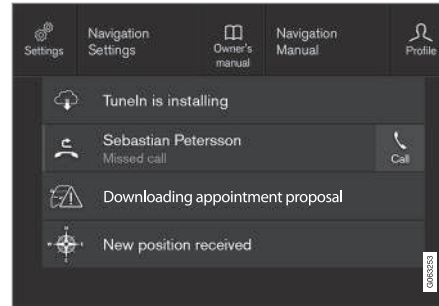 Settings
Navigation
Settings
Owner's
manual
Navigation
Manual
Profile
TuneIn is installing
Sebastian Petersson
Missed call
Call
Downloading appointment proposal
New position received
G063253